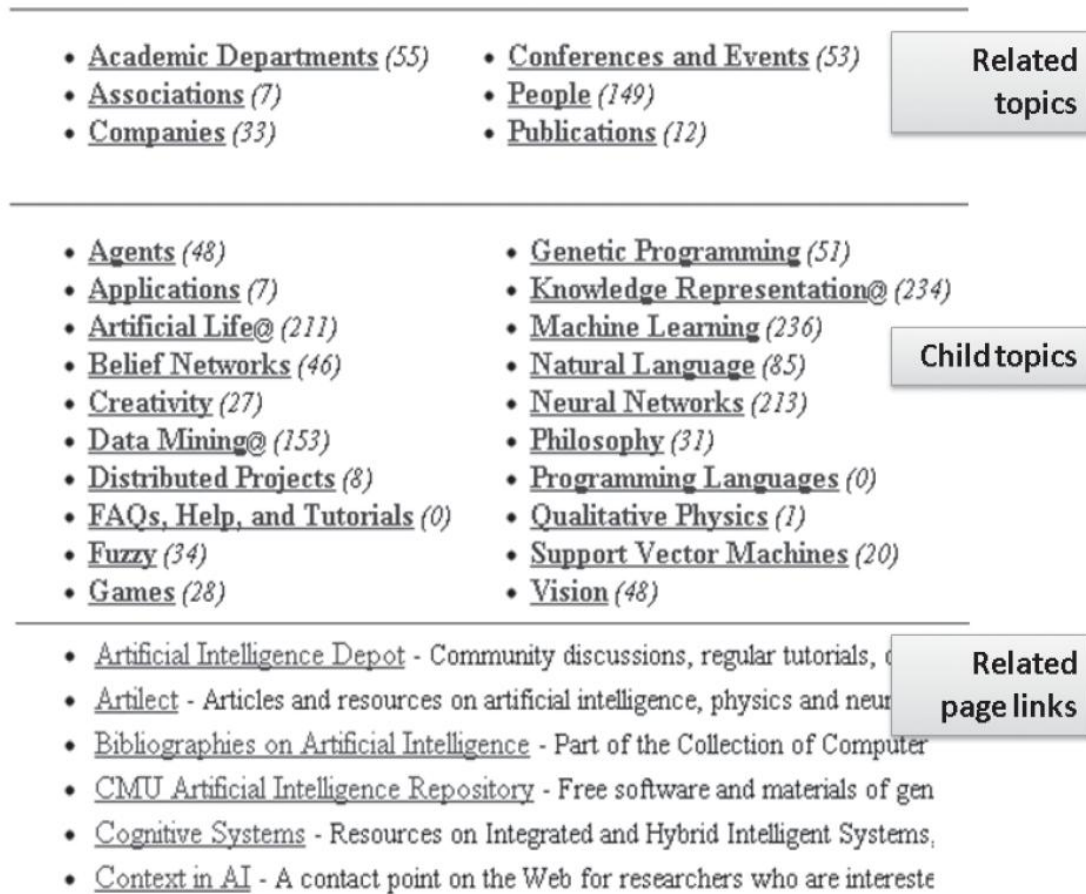 • Academic Departments (55)
• Associations (7)
• Companies (33)
• Conferences and Events (53)
• People (149)
• Publications (12)
Related
topics
• Agents (48)
• Applications (7)
• Artificial Life@ (211)
• Belief Networks (46)
• Creativity (27)
• Data Mining@ (153)
• Distributed Projects (8)
• FAQs, Help, and Tutorials (0)
• Fuzzy (34)
• Games (28)
• Genetic Programming (51)
• Knowledge Representation@ (234)
• Machine Learning (236)
• Natural Language (85)
• Neural Networks (213)
• Philosophy (31)
• Programming Languages (0)
• Qualitative Physics (1)
• Support Vector Machines (20)
• Vision (48)
Child topics
• Artificial Intelligence Depot - Community discussions, regular tutorials,
• Artilect - Articles and resources on artificial intelligence, physics and neur
• Bibliographies on Artificial Intelligence - Part of the Collection of Computer
• CMU Artificial Intelligence Repository - Free software and materials of gen
• Cognitive Systems - Resources on Integrated and Hybrid Intelligent Systems,
• Context in AI - A contact point on the Web for researchers who are intereste
Related
page links